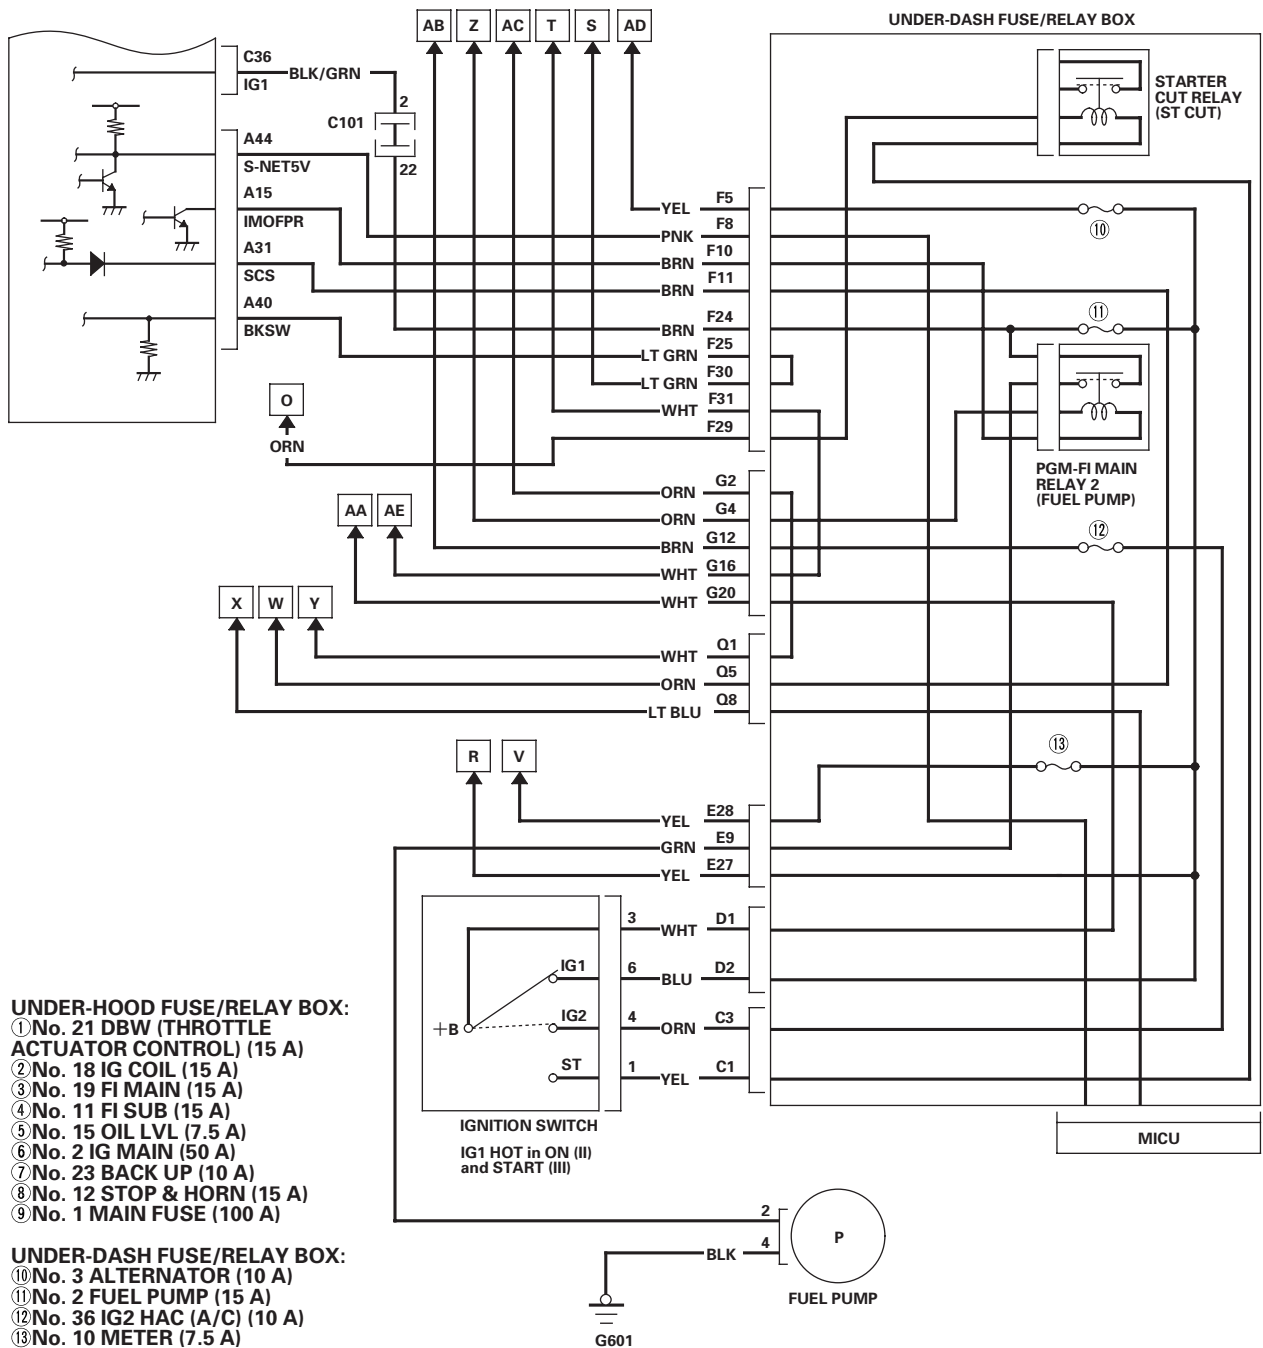 AB Z AC T S AD
UNDER-DASH FUSE/RELAY BOX
C36
BLK/GRN
IG1
2
C101
22
STARTER
CUT RELAY
(ST CUT)
A44
S-NET5V
A15
IMOFPR
A31
SCS
A40
BKSW
YEL F5
⑩
PNK F8
BRN F10
BRN F11
⑪
BRN F24
LT GRN F25
LT GRN F30
WHT F31
F29
O
ORN
PGM-FI MAIN
RELAY 2
(FUEL PUMP)
ORN G2
AA AE
ORN G4
⑫
BRN G12
WHT G16
WHT G20
X W Y
WHT Q1
ORN Q5
LT BLU Q8
R V
⑬
YEL E28
GRN E9
YEL E27
3 WHT D1
IG1 6 BLU D2
+B IG2 4 ORN C3
ST 1 YEL C1
IGNITION SWITCH
IG1 HOT in ON (II)
and START (III)
MICU
UNDER-HOOD FUSE/RELAY BOX:
①No. 21 DBW (THROTTLE
ACTUATOR CONTROL) (15 A)
②No. 18 IG COIL (15 A)
③No. 19 FI MAIN (15 A)
④No. 11 FI SUB (15 A)
⑤No. 15 OIL LVL (7.5 A)
⑥No. 2 IG MAIN (50 A)
⑦No. 23 BACK UP (10 A)
⑧No. 12 STOP & HORN (15 A)
⑨No. 1 MAIN FUSE (100 A)
UNDER-DASH FUSE/RELAY BOX:
⑩No. 3 ALTERNATOR (10 A)
⑪No. 2 FUEL PUMP (15 A)
⑫No. 36 IG2 HAC (A/C) (10 A)
⑬No. 10 METER (7.5 A)
2
P
BLK 4
FUEL PUMP
G601